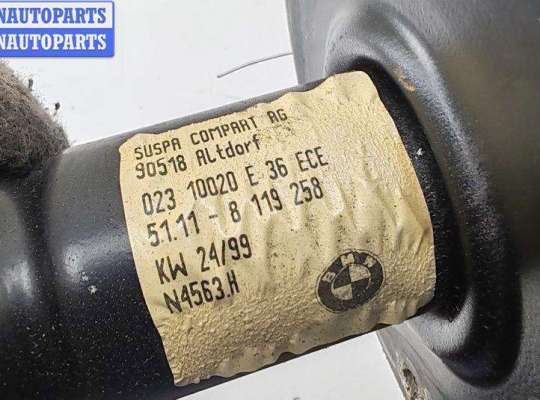 NAUTOPARTS
NNAUTOPARTS
SUSPA COMPART AG
90518 ALtdorf
023 10020 E 36 ECE
51.11 - 8 119 258
KW 24/99
N4563.H
BMW